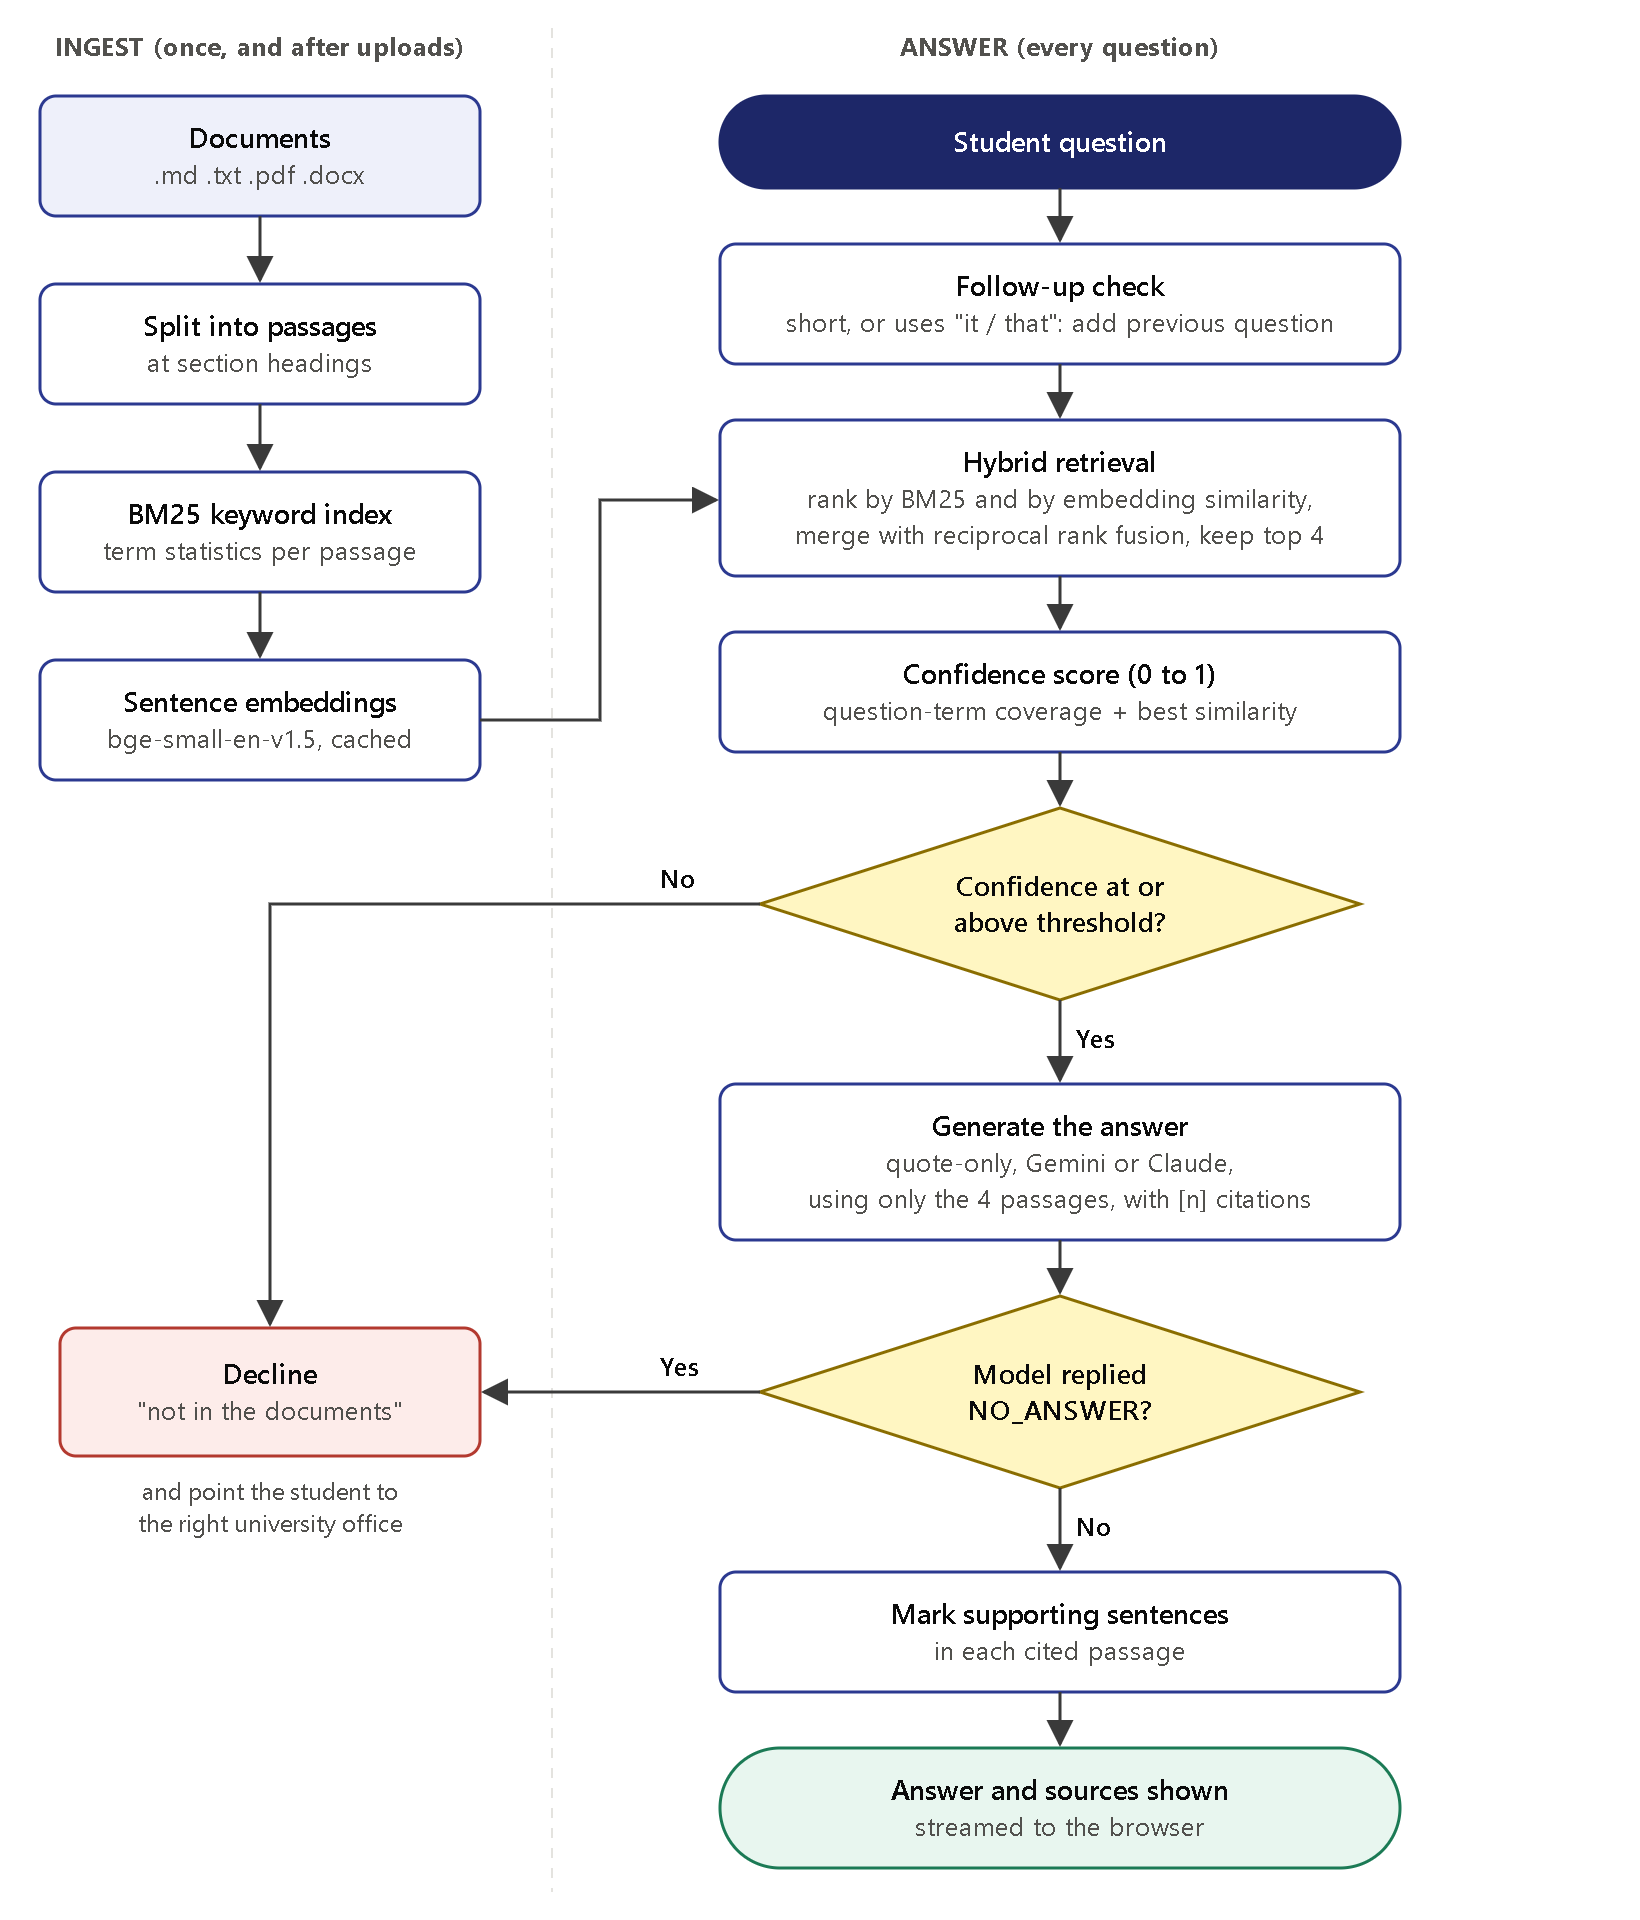 INGEST (once, and after uploads)
Documents
.md .txt .pdf .docx
Split into passages
at section headings
BM25 keyword index
term statistics per passage
Sentence embeddings
bge-small-en-v1.5, cached
ANSWER (every question)
Student question
Follow-up check
short, or uses "it / that": add previous question
Hybrid retrieval
rank by BM25 and by embedding similarity,
merge with reciprocal rank fusion, keep top 4
Confidence score (0 to 1)
question-term coverage + best similarity
Confidence at or
above threshold?
No
Yes
Generate the answer
quote-only, Gemini or Claude,
using only the 4 passages, with [n] citations
Model replied
NO_ANSWER?
Yes
Decline
"not in the documents"
and point the student to
the right university office
No
Mark supporting sentences
in each cited passage
Answer and sources shown
streamed to the browser